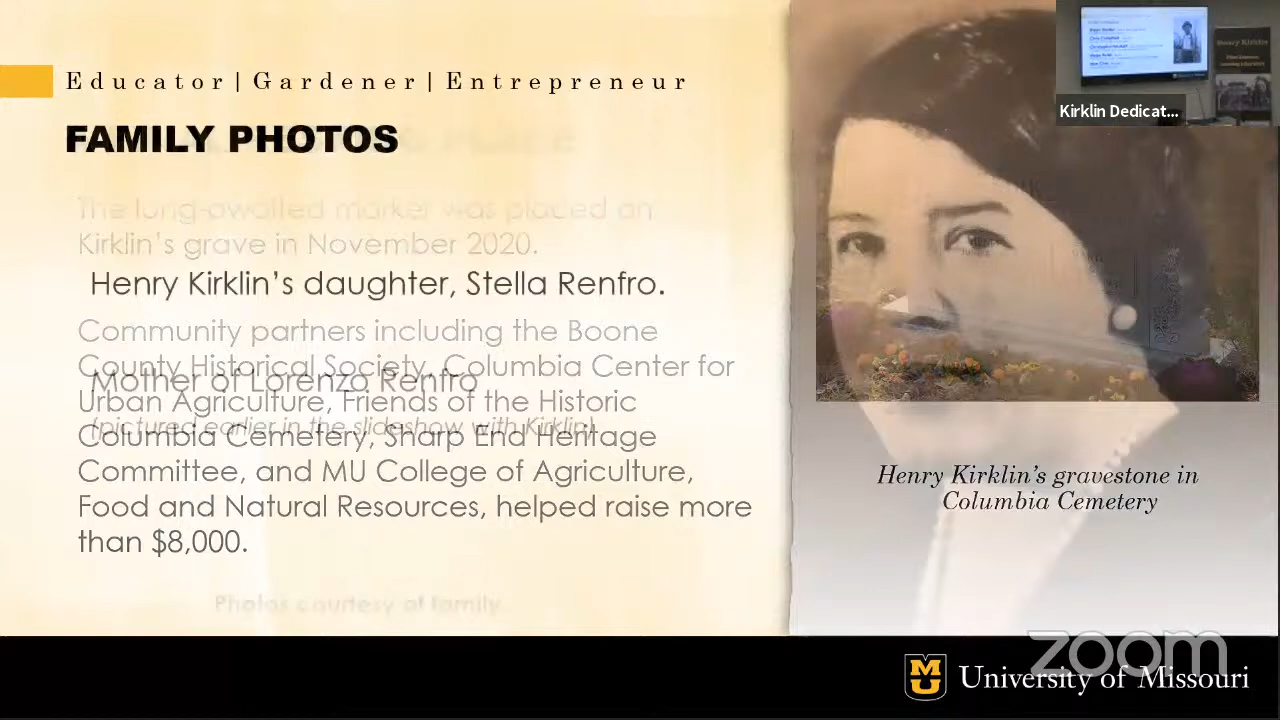 Educator|Gardener|Entrepreneur
FAMILY PHOTOS
The long-awaited marker was placed on
Kirklin's grave in November 2020.
Henry Kirklin's daughter, Stella Renfro.
Community partners including the Boone
County Historical Society, Columbia Center for
Mother of Lorenzo Renfro
Urban Agriculture, Friends of the Historic
(pictured earlier in the slideshow with Kirklin)
Columbia Cemetery, Sharp End Heritage
Committee, and MU College of Agriculture,
Food and Natural Resources, helped raise more
than $8,000.
Photos courtesy of family
Henry Kirklin's gravestone in
Columbia Cemetery
Henry Kirklin
Kirklin Dedicat...
zoom
MU
University of Missouri